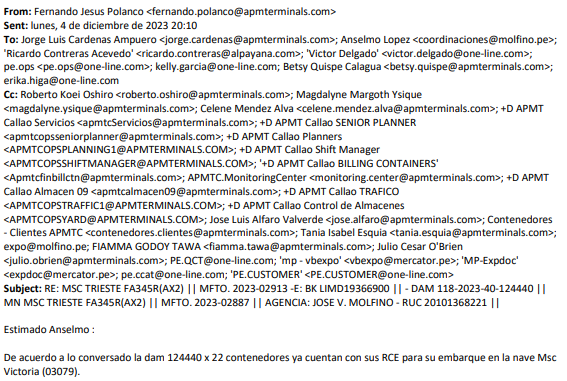 From: Fernando Jesus Polanco <fernando.polanco@apmterminals.com>
Sent: lunes, 4 de diciembre de 2023 20:10
To: Jorge Luis Cardenas Ampuero <jorge.cardenas@apmterminals.com>; Anselmo Lopez <coordinaciones@molfino.pe>;
'Ricardo Contreras Acevedo' <ricardo.contreras@alpayana.com>; 'Victor Delgado' <victor.delgado@one-line.com>;
pe.ops <pe.ops@one-line.com>; kelly.garcia@one-line.com; Betsy Quispe Calagua <betsy.quispe@apmterminals.com>;
erika.higa@one-line.com
Cc: Roberto Koei Oshiro <roberto.oshiro@apmterminals.com>; Magdalyne Margoth Ysique
<magdalyne.ysique@apmterminals.com>; Celene Mendez Alva <celene.mendez.alva@apmterminals.com>; +D APMT
Callao Servicios <apmtcServicios@apmterminals.com>; +D APMT Callao SENIOR PLANNER
<apmtcopsseniorplanner@apmterminals.com>; +D APMT Callao Planners
<APMTCOPSPLANNING1@APMTERMINALS.COM>; +D APMT Callao Shift Manager
<APMTCOPSSHIFTMANAGER@APMTERMINALS.COM>; '+D APMT Callao BILLING CONTAINERS'
<Apmtcfinbillctn@apmterminals.com>; APMTC.MonitoringCenter <monitoring.center@apmterminals.com>; +D APMT
Callao Almacen 09 <apmtcalmacen09@apmterminals.com>; +D APMT Callao TRAFICO
<APMTCOPSTRAFFIC1@APMTERMINALS.COM>; +D APMT Callao Control de Almacenes
<APMTCOPSYARD@APMTERMINALS.COM>; Jose Luis Alfaro Valverde <jose.alfaro@apmterminals.com>; Contenedores
- Clientes APMTC <contenedores.clientes@apmterminals.com>; Tania Isabel Esquia <tania.esquia@apmterminals.com>;
expo@molfino.pe; FIAMMA GODOY TAWA <fiamma.tawa@apmterminals.com>; Julio Cesar O'Brien
<julio.obrien@apmterminals.com>; PE.QCT@one-line.com; 'mp - vbexpo' <vbexpo@mercator.pe>; 'MP-Expdoc'
<expdoc@mercator.pe>; pe.ccat@one-line.com; 'PE.CUSTOMER' <PE.CUSTOMER@one-line.com>
Subject: RE: MSC TRIESTE FA345R(AX2) || MFTO. 2023-02913 -E: BK LIMD19366900 || - DAM 118-2023-40-124440 ||
MN MSC TRIESTE FA345R(AX2) || MFTO. 2023-02887 || AGENCIA: JOSE V. MOLFINO - RUC 20101368221 ||
Estimado Anselmo :
De acuerdo a lo conversado la dam 124440 x 22 contenedores ya cuentan con sus RCE para su embarque en la nave Msc
Victoria (03079).